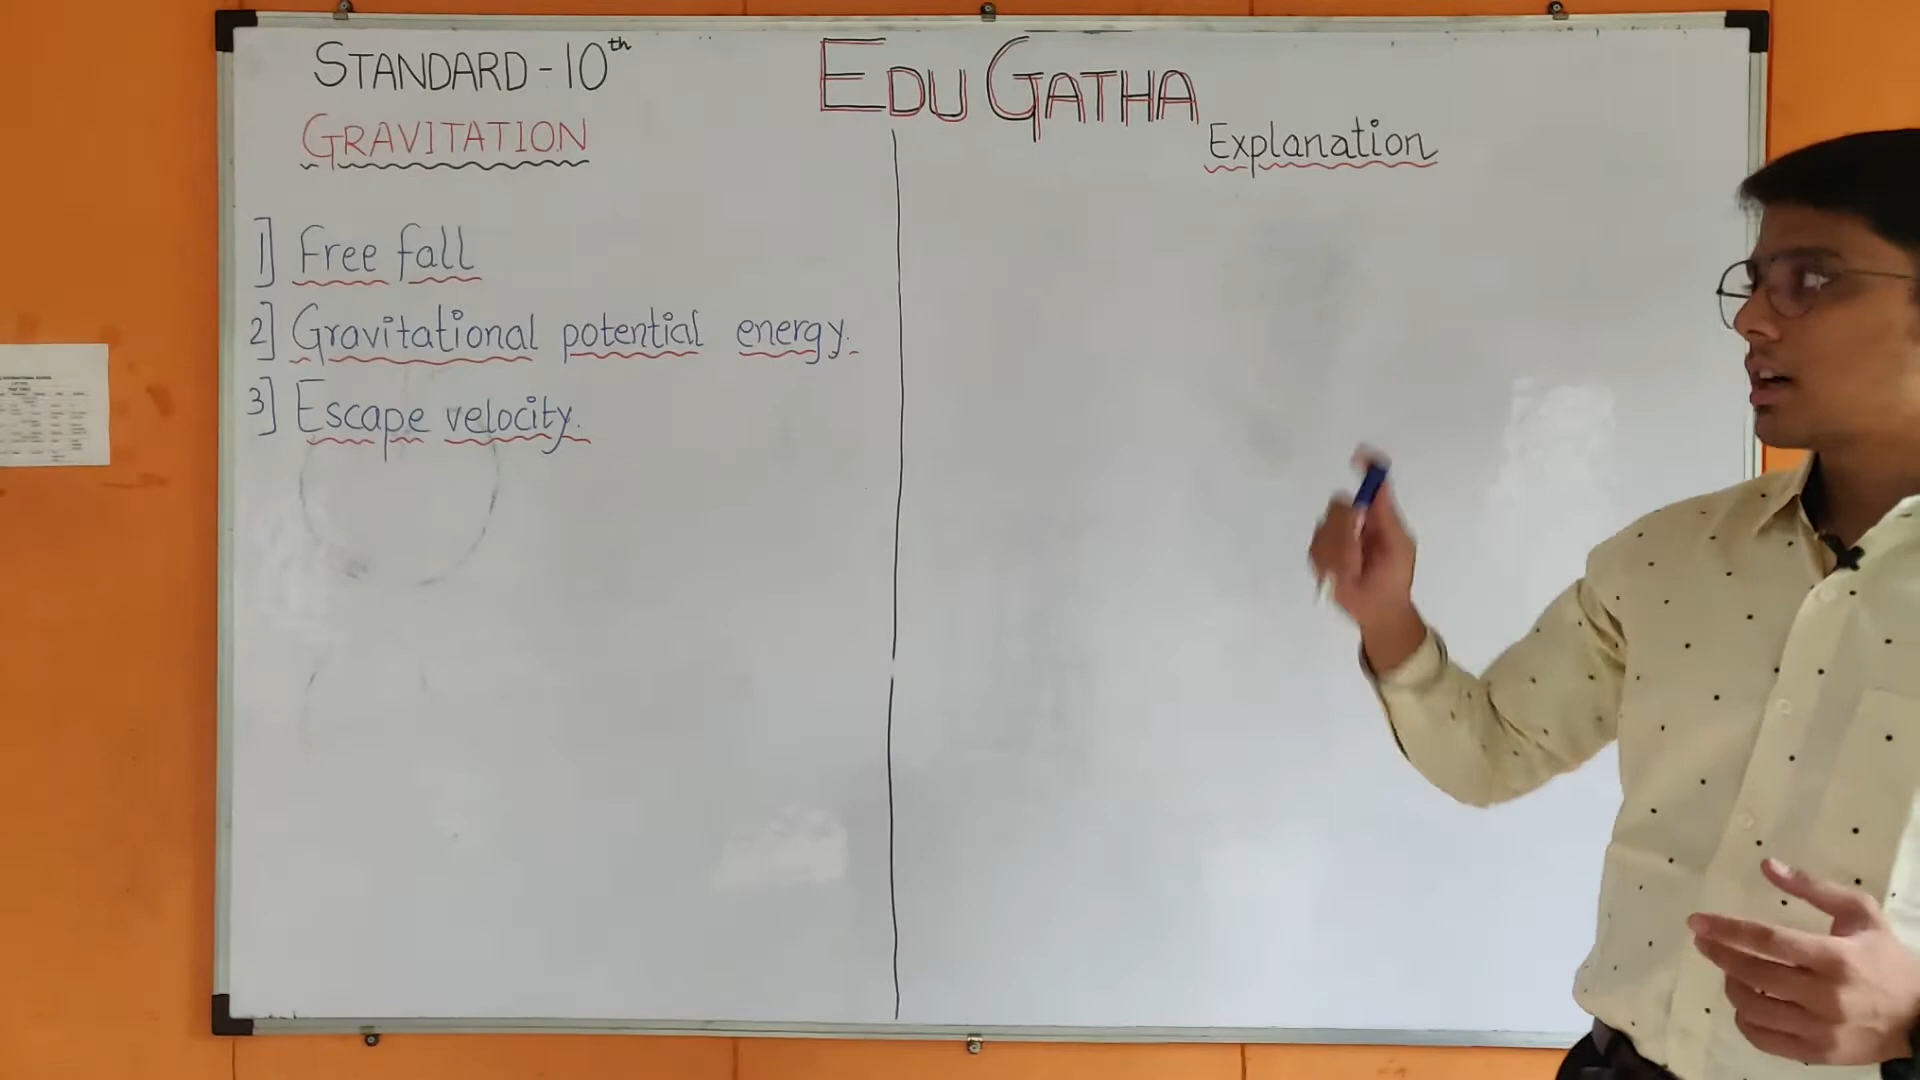 STANDARD-10th
EDU GATHA
GRAVITATION
Explanation
1] Free fall
2] Gravitational potential energy.
3] Escape velocity.